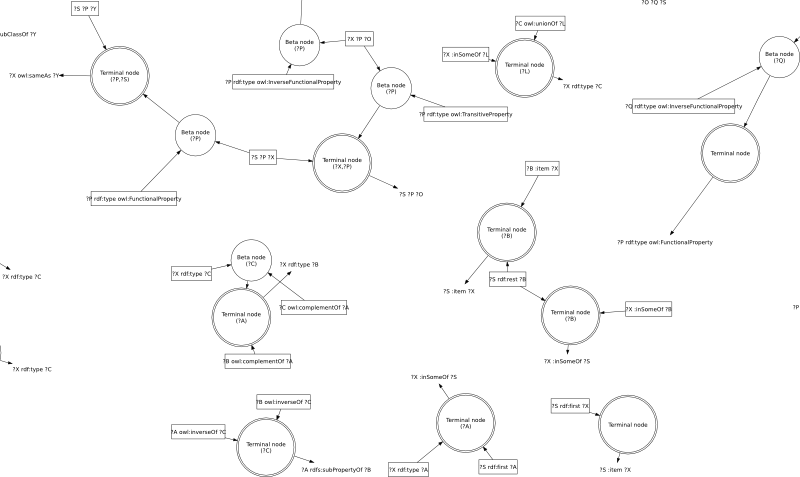 ?O ?Q ?S
?S ?P ?Y
?C owl:unionOf ?L
ubClassOf ?Y
Beta node
(?P)
?X ?P ?O
?X :inSomeOf ?L
Terminal node
(?L)
Beta node
(?Q)
?X owl:sameAs ?Y
Terminal node
(?P,?S)
?P rdf:type owl:InverseFunctionalProperty
Beta node
(?P)
?X rdf:type ?C
?Q rdf:type owl:InverseFunctionalProperty
?P rdf:type owl:TransitiveProperty
Beta node
(?P)
?S ?P ?X
Terminal node
(?X,?P)
Terminal node
?B :item ?X
?P rdf:type owl:FunctionalProperty
?S ?P ?O
Terminal node
(?B)
?P rdf:type owl:FunctionalProperty
Beta node
(?C)
?X rdf:type ?C
?X rdf:type ?C
?X rdf:type ?B
?S rdf:rest ?B
?S :item ?X
?C owl:complementOf ?A
Terminal node
(?A)
Terminal node
(?B)
?X :inSomeOf ?B
?P
?B owl:complementOf ?A
?X :inSomeOf ?S
?X rdf:type ?C
?X :inSomeOf ?S
?B owl:inverseOf ?C
?S rdf:first ?X
?A owl:inverseOf ?C
Terminal node
(?C)
Terminal node
(?A)
Terminal node
?A rdfs:subPropertyOf ?B
?X rdf:type ?A
?S rdf:first ?A
?S :item ?X